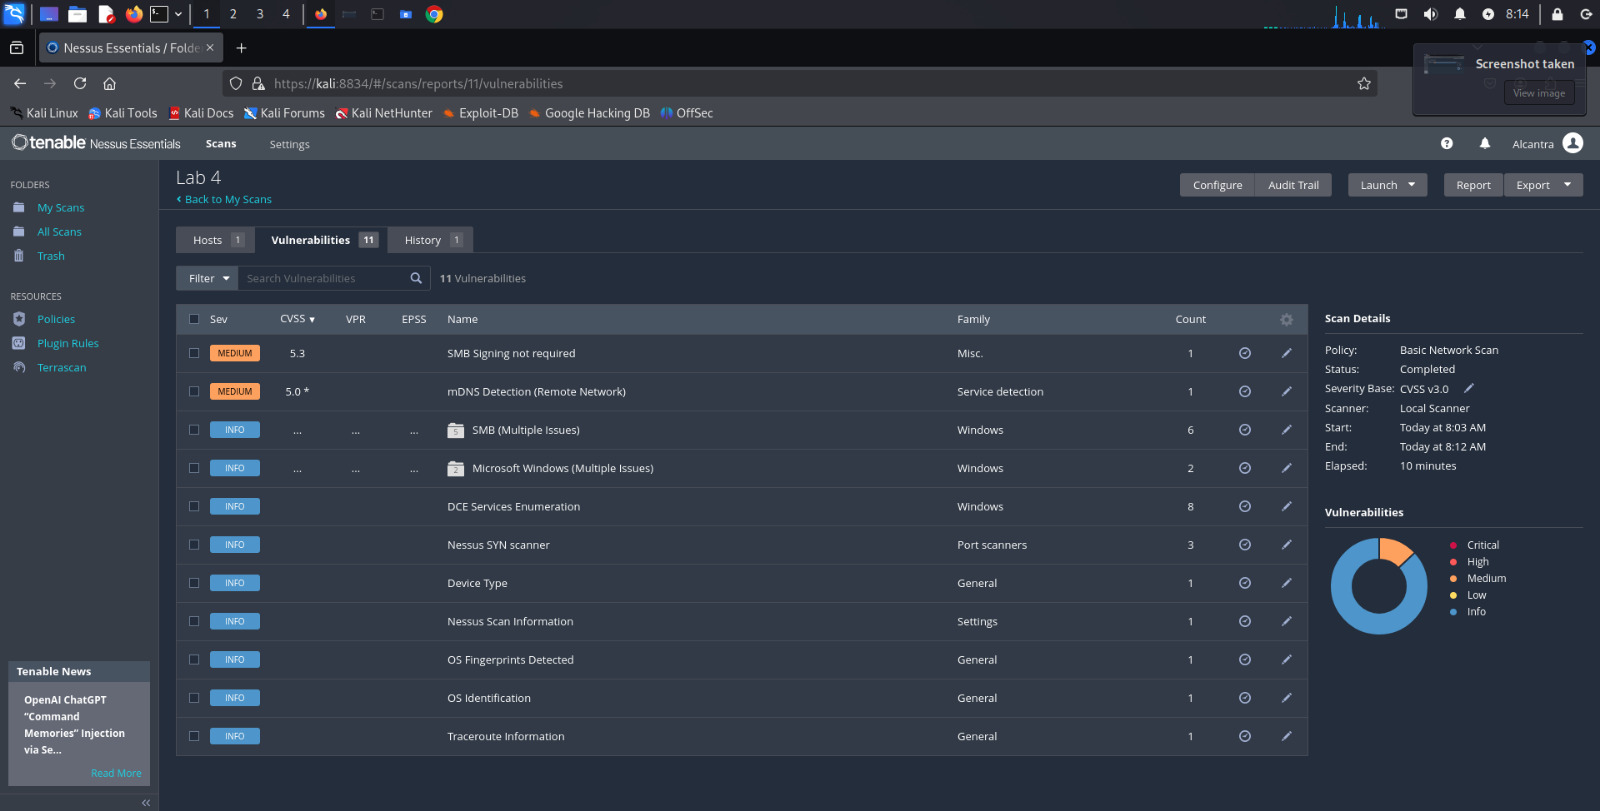 1 2 3 4 8:14
Nessus Essentials / Folde
https://kali:8834/#/scans/reports/11/vulnerabilities
Screenshot taken
View image
Kali Linux Kali Tools Kali Docs Kali Forums Kali NetHunter Exploit-DB Google Hacking DB OffSec
tenable Nessus Essentials Scans Settings Alcantra
FOLDERS
My Scans
All Scans
Trash
RESOURCES
Policies
Plugin Rules
Terrascan
Tenable News
OpenAI ChatGPT
“Command
Memories” Injection
via Se...
Read More
Lab 4
Back to My Scans
Configure Audit Trail Launch Report Export
Hosts 1 Vulnerabilities 11 History 1
Filter Search Vulnerabilities 11 Vulnerabilities
Sev CVSS VPR EPSS Name Family Count
MEDIUM 5.3 SMB Signing not required Misc. 1
MEDIUM 5.0 * mDNS Detection (Remote Network) Service detection 1
INFO ... ... ... 5 SMB (Multiple Issues) Windows 6
INFO ... ... ... 2 Microsoft Windows (Multiple Issues) Windows 2
INFO DCE Services Enumeration Windows 8
INFO Nessus SYN scanner Port scanners 3
INFO Device Type General 1
INFO Nessus Scan Information Settings 1
INFO OS Fingerprints Detected General 1
INFO OS Identification General 1
INFO Traceroute Information General 1
Scan Details
Policy: Basic Network Scan
Status: Completed
Severity Base: CVSS v3.0
Scanner: Local Scanner
Start: Today at 8:03 AM
End: Today at 8:12 AM
Elapsed: 10 minutes
Vulnerabilities
Critical
High
Medium
Low
Info